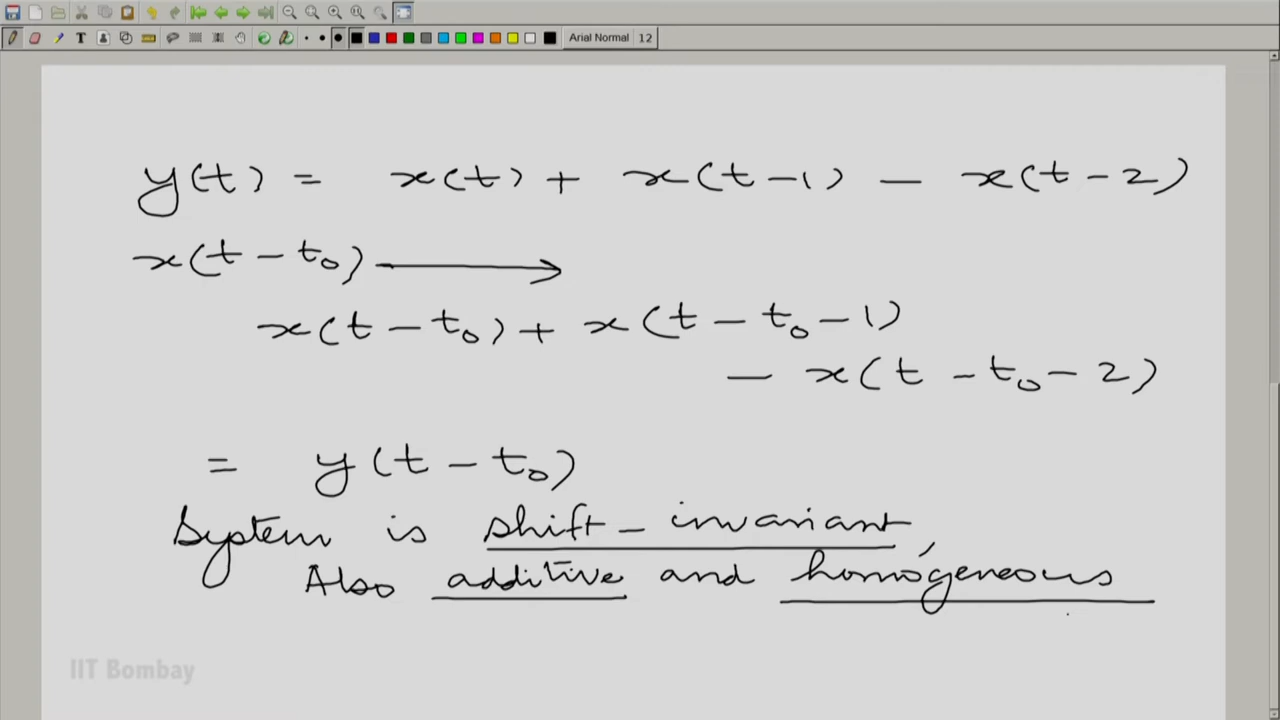 Arial Normal 12
y(t) = x(t) + x(t-1) - x(t-2)
x(t-t₀) ⟶
x(t-t₀) + x(t-t₀-1)
- x(t-t₀-2)
= y(t-t₀)
System is shift-invariant,
Also additive and homogeneous
IIT Bombay